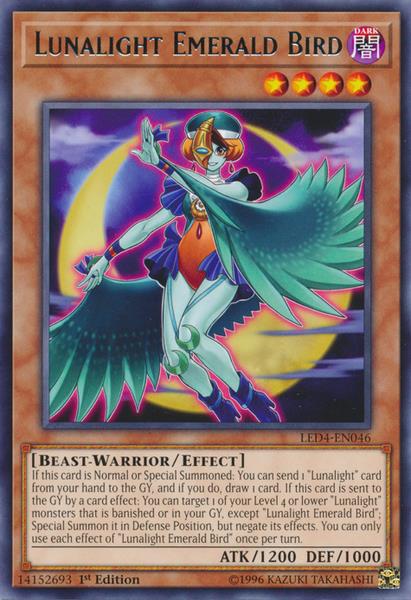 LUNALIGHT EMERALD BIRD
DARK
闇
LED4-EN046
[BEAST-WARRIOR/EFFECT]
If this card is Normal or Special Summoned: You can send 1 "Lunalight" card
from your hand to the GY, and if you do, draw 1 card. If this card is sent to
the GY by a card effect: You can target 1 of your Level 4 or lower "Lunalight"
monsters that is banished or in your GY, except "Lunalight Emerald Bird";
Special Summon it in Defense Position, but negate its effects. You can only
use each effect of "Lunalight Emerald Bird" once per turn.
ATK/1200 DEF/1000
14152693 1st Edition ©1996 KAZUKI TAKAHASHI